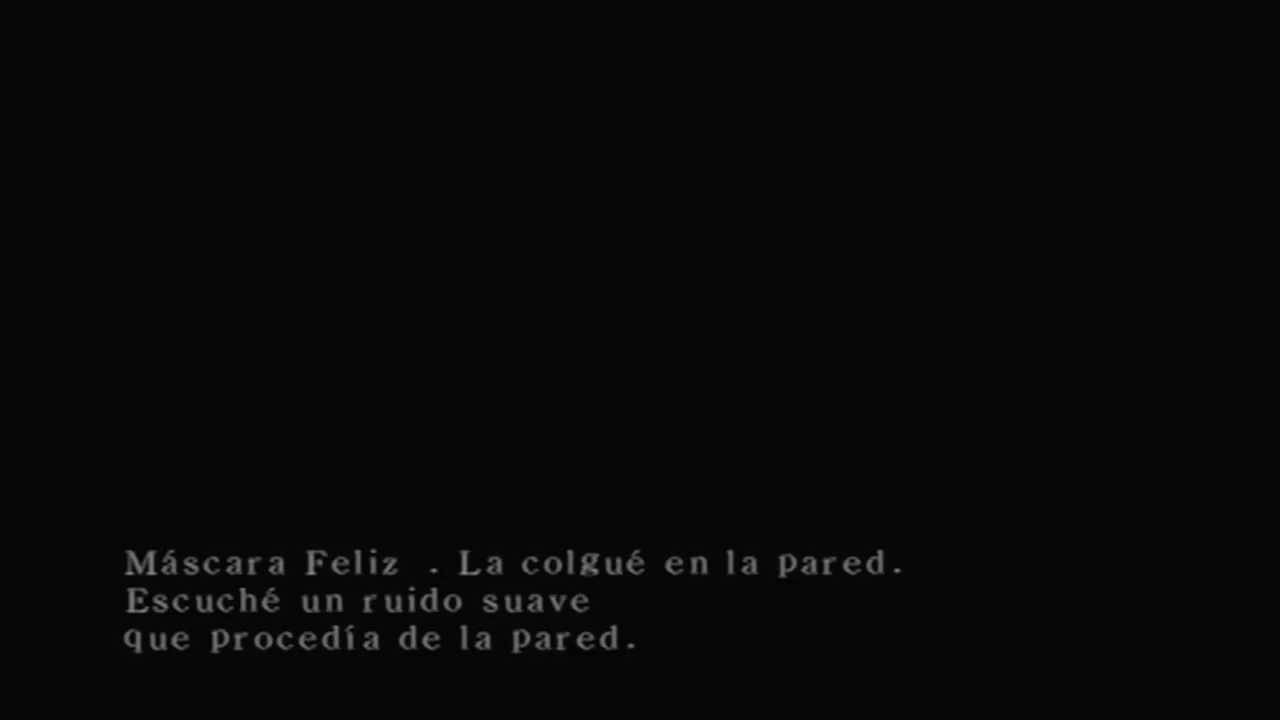 Máscara Feliz . La colgué en la pared.
Escuché un ruido suave
que procedía de la pared.